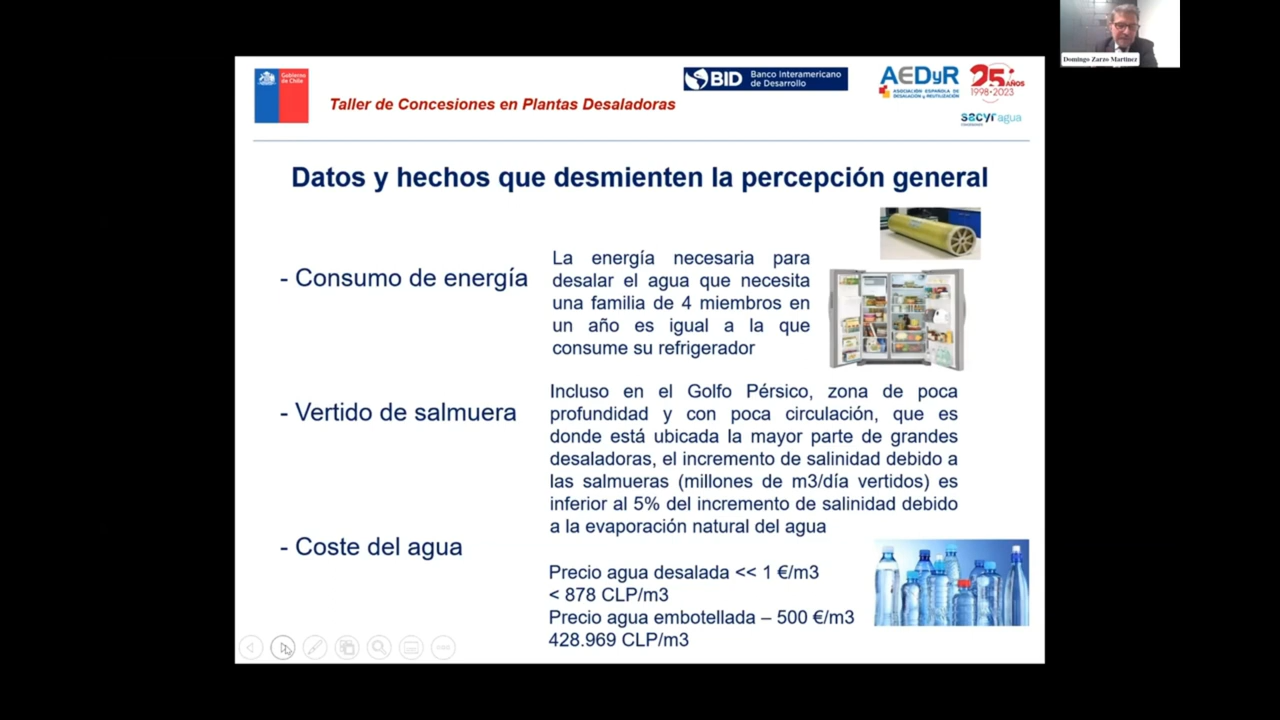 Domingo Zarzo Martínez
Gobierno
de Chile
Taller de Concesiones en Plantas Desaladoras
BID
Banco Interamericano
de Desarrollo
AEDyR
ASOCIACIÓN ESPAÑOLA DE
DESALACIÓN Y REUTILIZACIÓN
25 AÑOS
1998-2023
sacyr agua
Datos y hechos que desmienten la percepción general
- Consumo de energía
La energía necesaria para
desalar el agua que necesita
una familia de 4 miembros en
un año es igual a la que
consume su refrigerador
- Vertido de salmuera
Incluso en el Golfo Pérsico, zona de poca
profundidad y con poca circulación, que es
donde está ubicada la mayor parte de grandes
desaladoras, el incremento de salinidad debido a
las salmueras (millones de m3/día vertidos) es
inferior al 5% del incremento de salinidad debido
a la evaporación natural del agua
- Coste del agua
Precio agua desalada << 1 €/m3
< 878 CLP/m3
Precio agua embotellada – 500 €/m3
428.969 CLP/m3